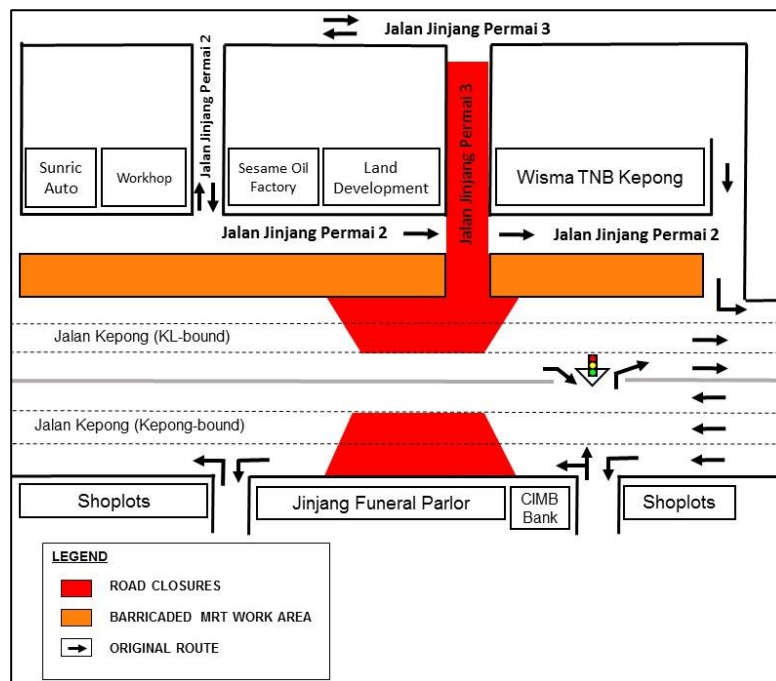 Jalan Jinjang Permai 3
Jalan Jinjang Permai 2
Jalan Jinjang Permai 3
Sunric
Auto
Workhop
Sesame Oil
Factory
Land
Development
Wisma TNB Kepong
Jalan Jinjang Permai 2
Jalan Jinjang Permai 2
Jalan Kepong (KL-bound)
Jalan Kepong (Kepong-bound)
Shoplots
Jinjang Funeral Parlor
CIMB
Bank
Shoplots
LEGEND
ROAD CLOSURES
BARRICADED MRT WORK AREA
ORIGINAL ROUTE